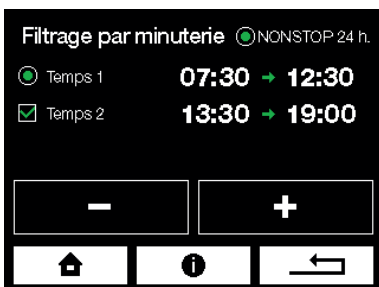 Filtrage par minuterie NONSTOP 24 h.
Temps 1 07:30 → 12:30
Temps 2 13:30 → 19:00
− +